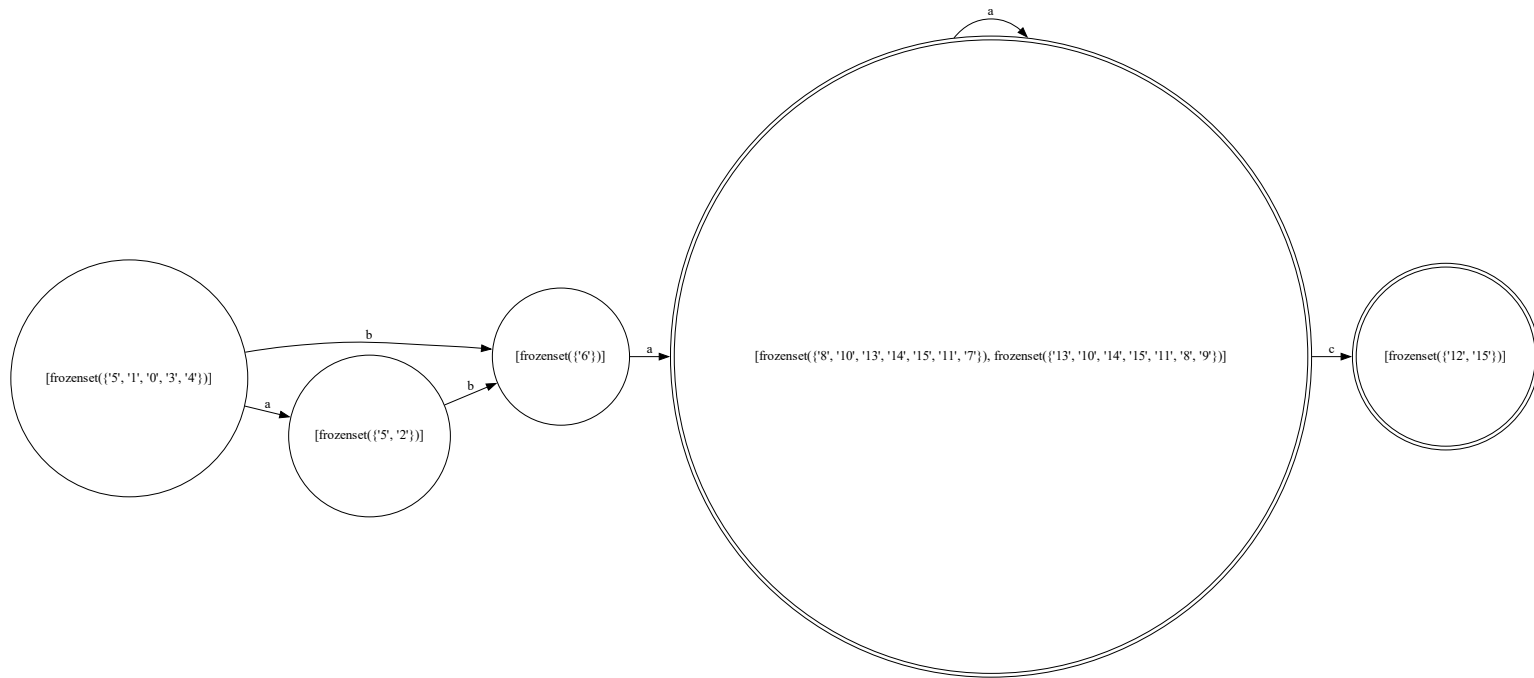 a
b
[frozenset({'5', '1', '0', '3', '4'})]
a
[frozenset({'5', '2'})]
b
[frozenset({'6'})]
a
[frozenset({'8', '10', '13', '14', '15', '11', '7'}), frozenset({'13', '10', '14', '15', '11', '8', '9'})]
c
[frozenset({'12', '15'})]